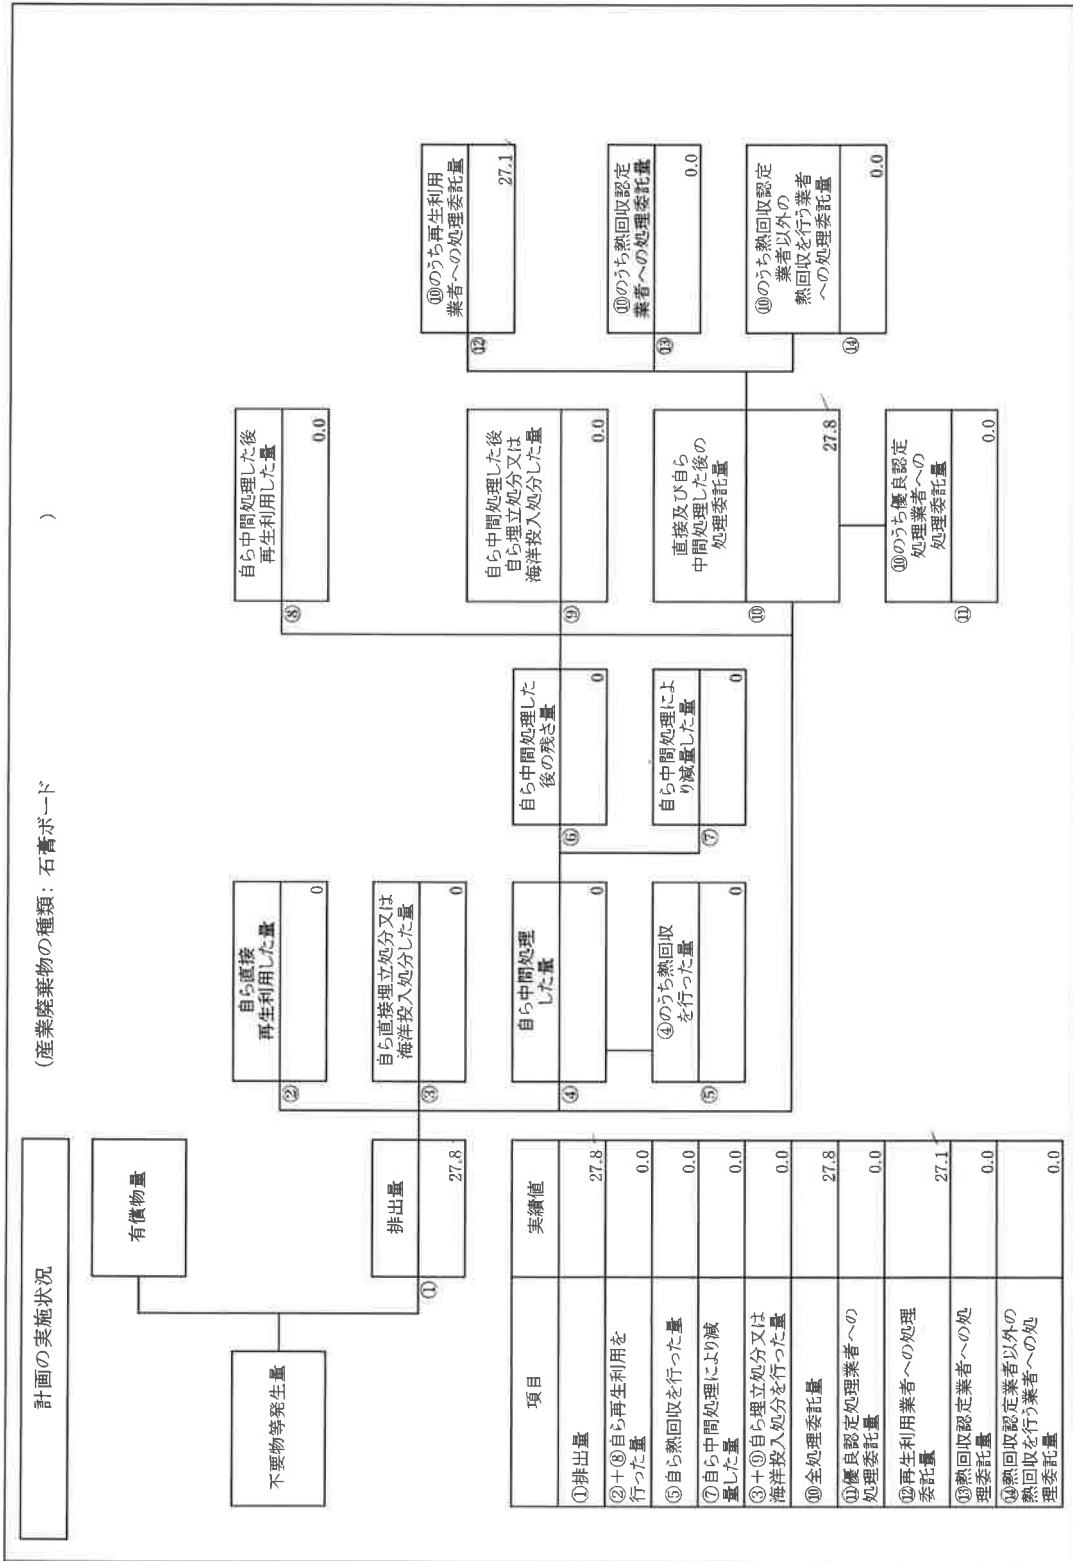 計画の実施状況
(産業廃棄物の種類: 石膏ボード
)
不要物等発生量
有償物量
①
排出量
27.8
②
自ら直接
再生利用した量
0
③
自ら直接埋立処分又は
海洋投入処分した量
0
④
自ら中間処理
した量
0
⑤
④のうち熱回収
を行った量
0
⑥
自ら中間処理した
後の残さ量
0
⑦
自ら中間処理によ
り減量した量
0
⑧
自ら中間処理した後
再生利用した量
0.0
⑨
自ら中間処理した後
自ら埋立処分又は
海洋投入処分した量
0.0
⑩
直接及び自ら
中間処理した後の
処理委託量
27.8
⑪
⑩のうち優良認定
処理業者への
処理委託量
0.0
⑫
⑩のうち再生利用
業者への処理委託量
27.1
⑬
⑩のうち熱回収認定
業者への処理委託量
0.0
⑭
⑩のうち熱回収認定
業者以外の
熱回収を行う業者
への処理委託量
0.0
項目 実績値
①排出量 27.8
②+⑧自ら再生利用を
行った量 0.0
⑤自ら熱回収を行った量 0.0
⑦自ら中間処理により減
量した量 0.0
③+⑨自ら埋立処分又は
海洋投入処分を行った量 0.0
⑩全処理委託量 27.8
⑪優良認定処理業者への
処理委託量 0.0
⑫再生利用業者への処理
委託量 27.1
⑬熱回収認定業者への処
理委託量 0.0
⑭熱回収認定業者以外の
熱回収を行う業者への処
理委託量 0.0